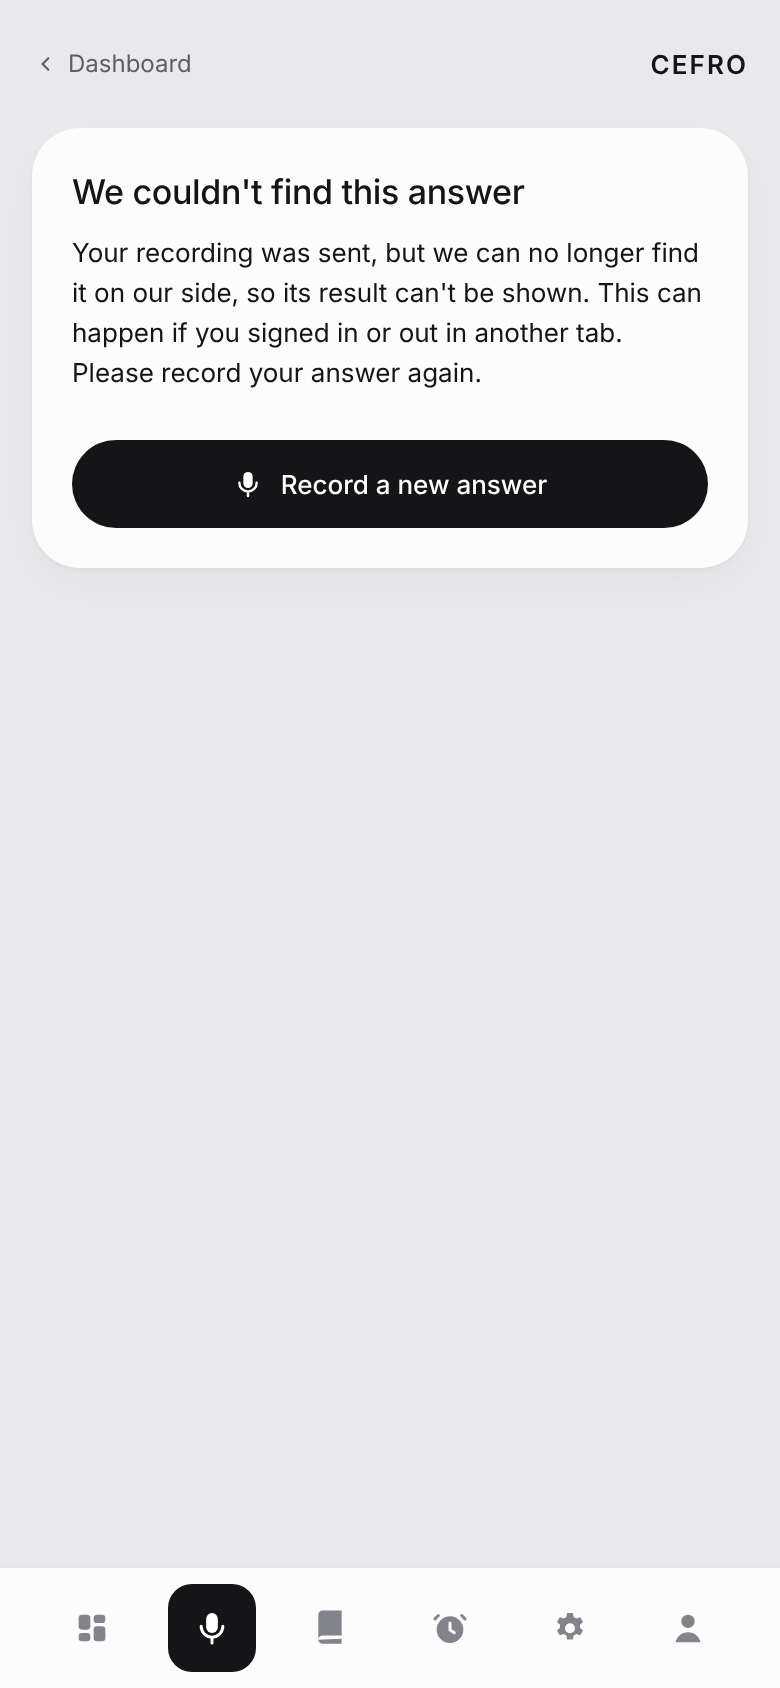 Dashboard
CEFRO
We couldn't find this answer
Your recording was sent, but we can no longer find
it on our side, so its result can't be shown. This can
happen if you signed in or out in another tab.
Please record your answer again.
Record a new answer